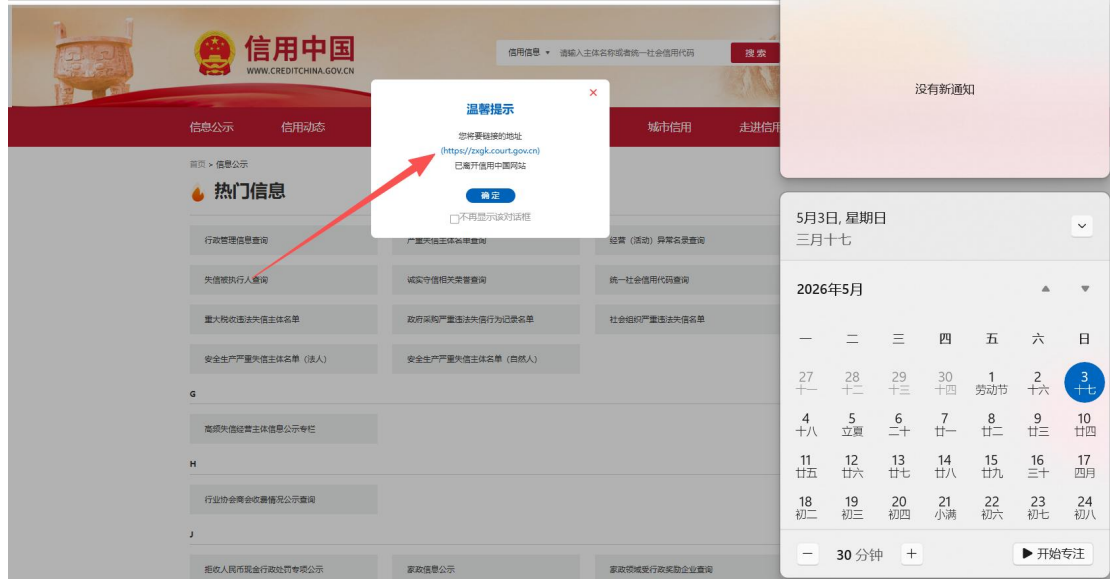 信用中国
WWW.CREDITCHINA.GOV.CN
信用信息 请输入主体名称或者统一社会信用代码 搜索
信息公示 信用动态 城市信用 走进信用
首页 > 信息公示
热门信息
温馨提示
您将要链接的地址
(https://zxgk.court.gov.cn)
已离开信用中国网站
确定
不再显示该对话框
行政管理信息查询 严重失信主体名单查询 经营（活动）异常名录查询
失信被执行人查询 诚实守信相关荣誉查询 统一社会信用代码查询
重大税收违法失信主体名单 政府采购严重违法失信行为记录名单 社会组织严重违法失信名单
安全生产严重失信主体名单（法人） 安全生产严重失信主体名单（自然人）
G
高频失信经营主体信息公示专栏
H
行业协会商会收费情况公示查询
J
拒收人民币现金行政处罚专项公示 家政信息公示 家政领域受行政奖励企业查询
没有新通知
5月3日, 星期日
三月十七
2026年5月
一 二 三 四 五 六 日
27 28 29 30 1 2 3
十一 十二 十三 十四 劳动节 十六 十七
4 5 6 7 8 9 10
十八 立夏 二十 廿一 廿二 廿三 廿四
11 12 13 14 15 16 17
廿五 廿六 廿七 廿八 廿九 三十 四月
18 19 20 21 22 23 24
初二 初三 初四 小满 初六 初七 初八
30 分钟 开始专注